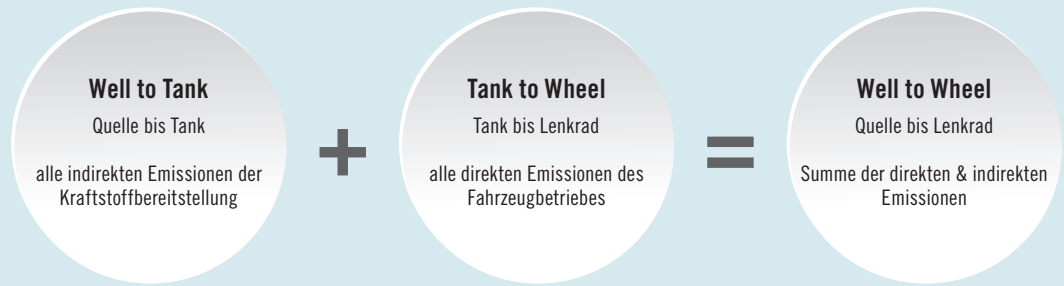 Well to Tank
Quelle bis Tank
alle indirekten Emissionen der
Kraftstoffbereitstellung
+
Tank to Wheel
Tank bis Lenkrad
alle direkten Emissionen des
Fahrzeugbetriebes
=
Well to Wheel
Quelle bis Lenkrad
Summe der direkten & indirekten
Emissionen